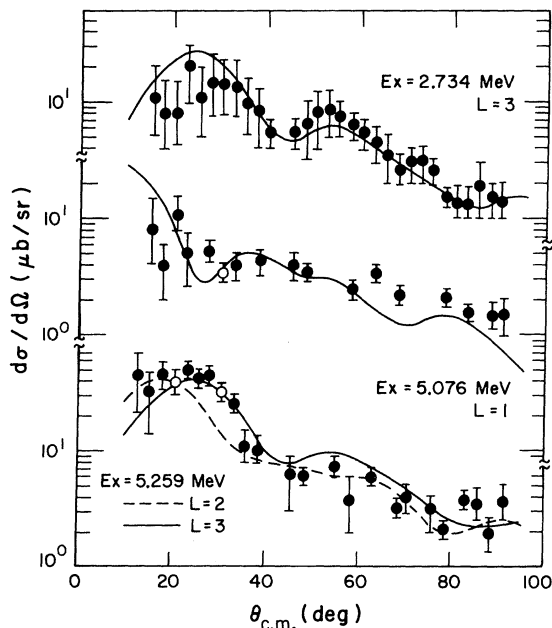 10¹
Ex = 2.734 MeV
L = 3
10¹
10⁰
dσ/dΩ (μb/sr)
Ex = 5.076 MeV
L = 1
10¹
Ex = 5.259 MeV
L = 2
L = 3
10⁰
0 20 40 60 80 100
θc.m. (deg)